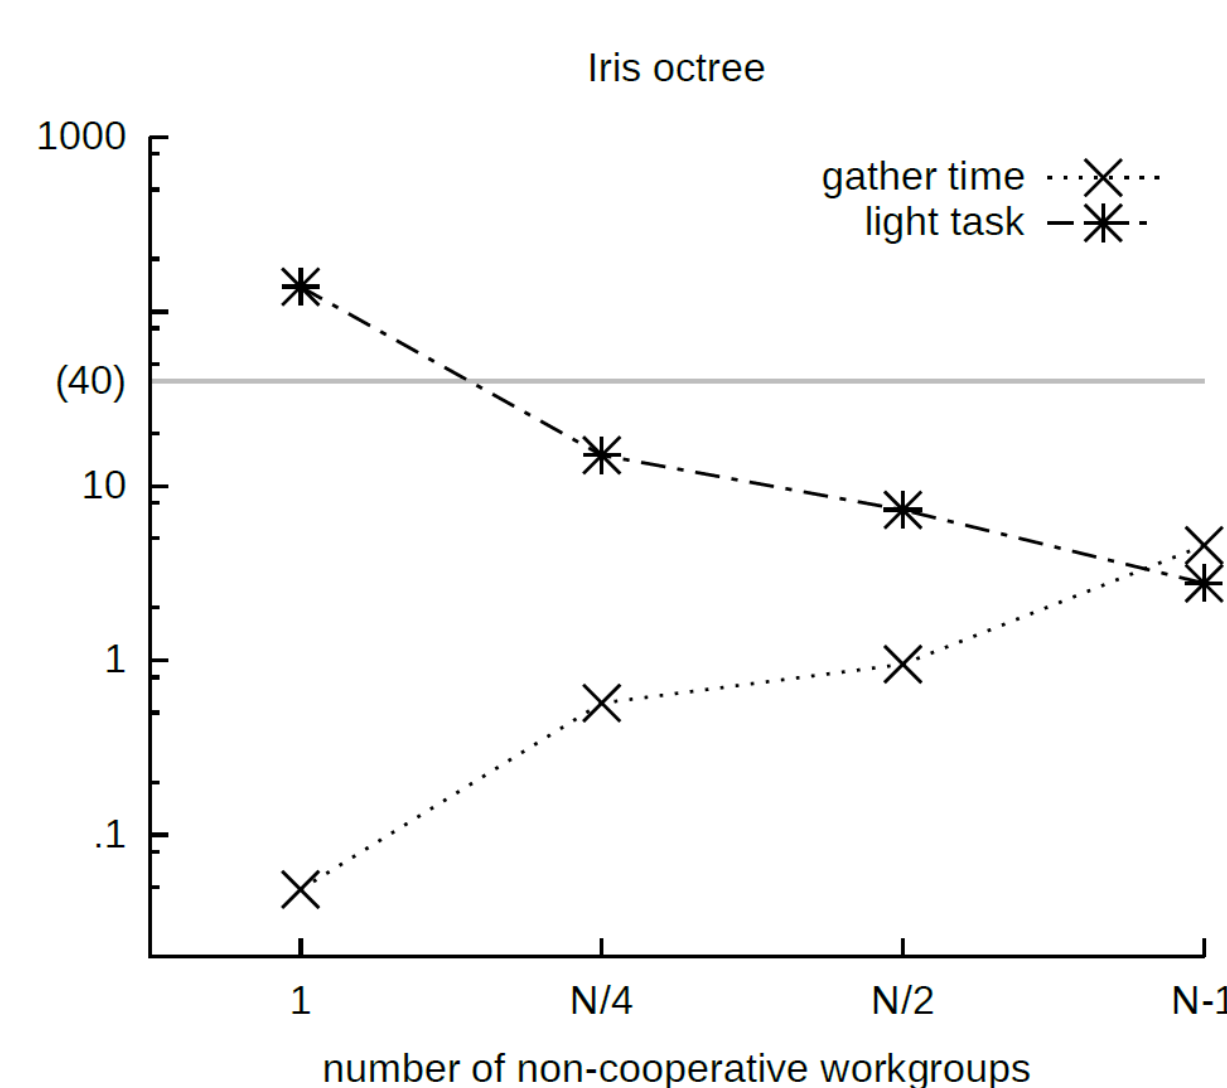 Iris octree
1000
(40)
10
1
.1
gather time
light task
1
N/4
N/2
N-1
number of non-cooperative workgroups